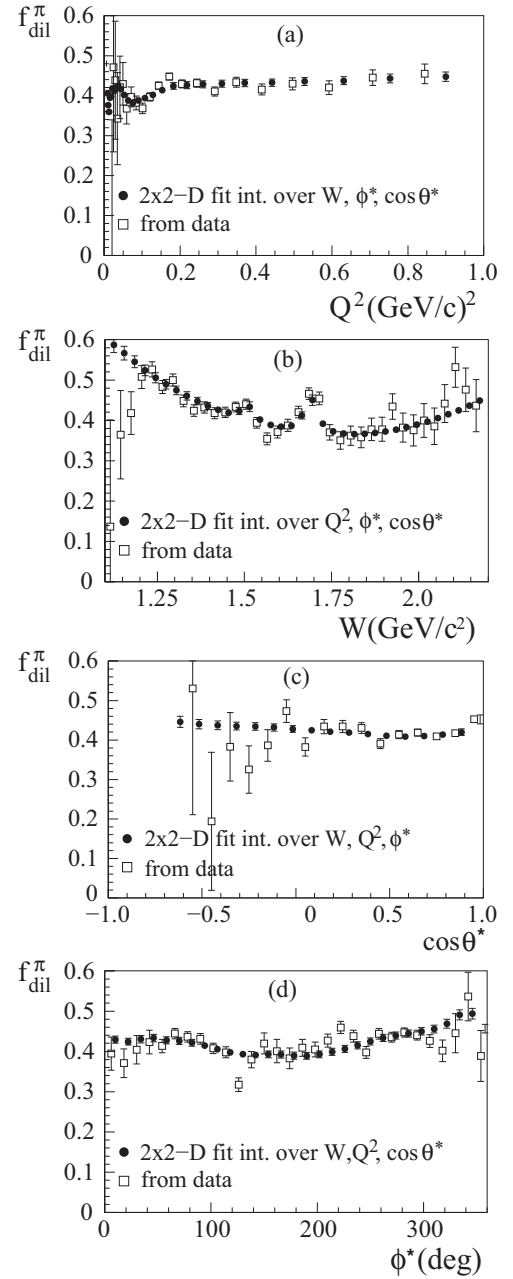 f_dil^π
(a)
0.6
0.5
0.4
0.3
0.2
0.1
0
● 2x2−D fit int. over W, ϕ*, cosθ*
□ from data
0 0.2 0.4 0.6 0.8 1.0
Q²(GeV/c)²
f_dil^π
(b)
0.6
0.5
0.4
0.3
0.2
0.1
0
● 2x2−D fit int. over Q², ϕ*, cosθ*
□ from data
1.25 1.5 1.75 2.0
W(GeV/c²)
f_dil^π
(c)
0.6
0.5
0.4
0.3
0.2
0.1
0
● 2x2−D fit int. over W, Q², ϕ*
□ from data
−1.0 −0.5 0 0.5 1.0
cosθ*
f_dil^π
(d)
0.6
0.5
0.4
0.3
0.2
0.1
0
● 2x2−D fit int. over W,Q², cosθ*
□ from data
0 100 200 300
ϕ*(deg)